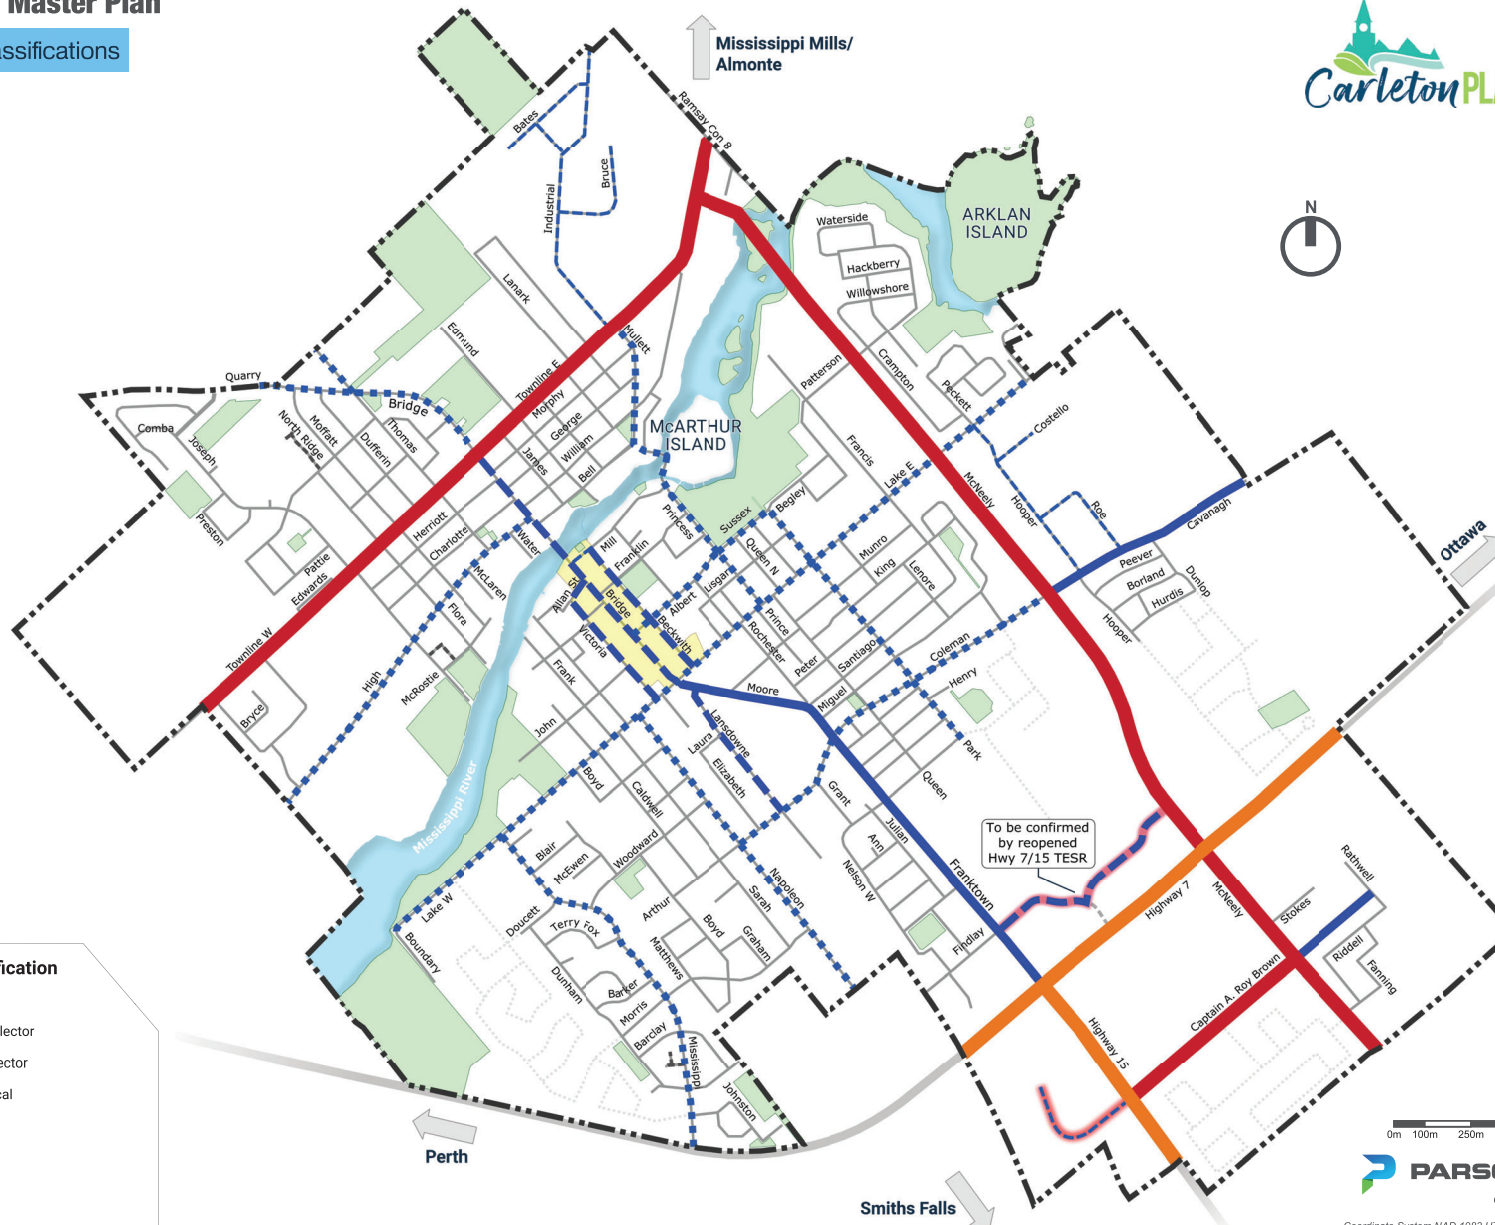 Master Plan
assifications
Mississippi Mills/
Almonte
Carleton
Ramsay Con 8
Bates
Bruce
Industrial
ARKLAN
ISLAND
N
Waterside
Hackberry
Willowshore
Lanark
Edmund
Mullett
Townline E
Morphy
George
William
Bell
James
Quarry
Bridge
Comba
Joseph
North Ridge
Moffatt
Dufferin
Thomas
McARTHUR
ISLAND
Patterson
Crampton
Peckett
Costello
Francis
Lake E
McNeely
Hooper
Roe
Cavanagh
Ottawa
Preston
Pattie
Edwards
Herriott
Charlotte
Water
McLaren
Flora
Princess
Sussex
Begley
Queen N
Mill
Franklin
Allan St
Bridge
Beckwith
Albert
Lisgar
Victoria
Munro
King
Lenore
Peever
Borland
Hurdis
Dunlop
Hooper
Townline W
High
McRostie
Frank
John
Bryce
Prince
Rochester
Peter
Santiago
Miguel
Moore
Coleman
Henry
Park
Queen
Lansdowne
Laura
Elizabeth
Boyd
Caldwell
Grant
Julian
Ann
Nelson W
Franktown
Findlay
To be confirmed
by reopened
Hwy 7/15 TESR
Mississippi River
Blair
McEwen
Woodward
Napoleon
Sarah
Arthur
Boyd
Graham
Matthews
Lake W
Boundary
Doucett
Terry Fox
Dunham
Barker
Morris
Barclay
Mississippi
Johnston
Highway 7
McNeely
Rathwell
Stokes
Riddell
Fanning
Captain A. Roy Brown
Highway 15
Perth
Smiths Falls
fication
lector
ector
cal
0m 100m 250m
PARS